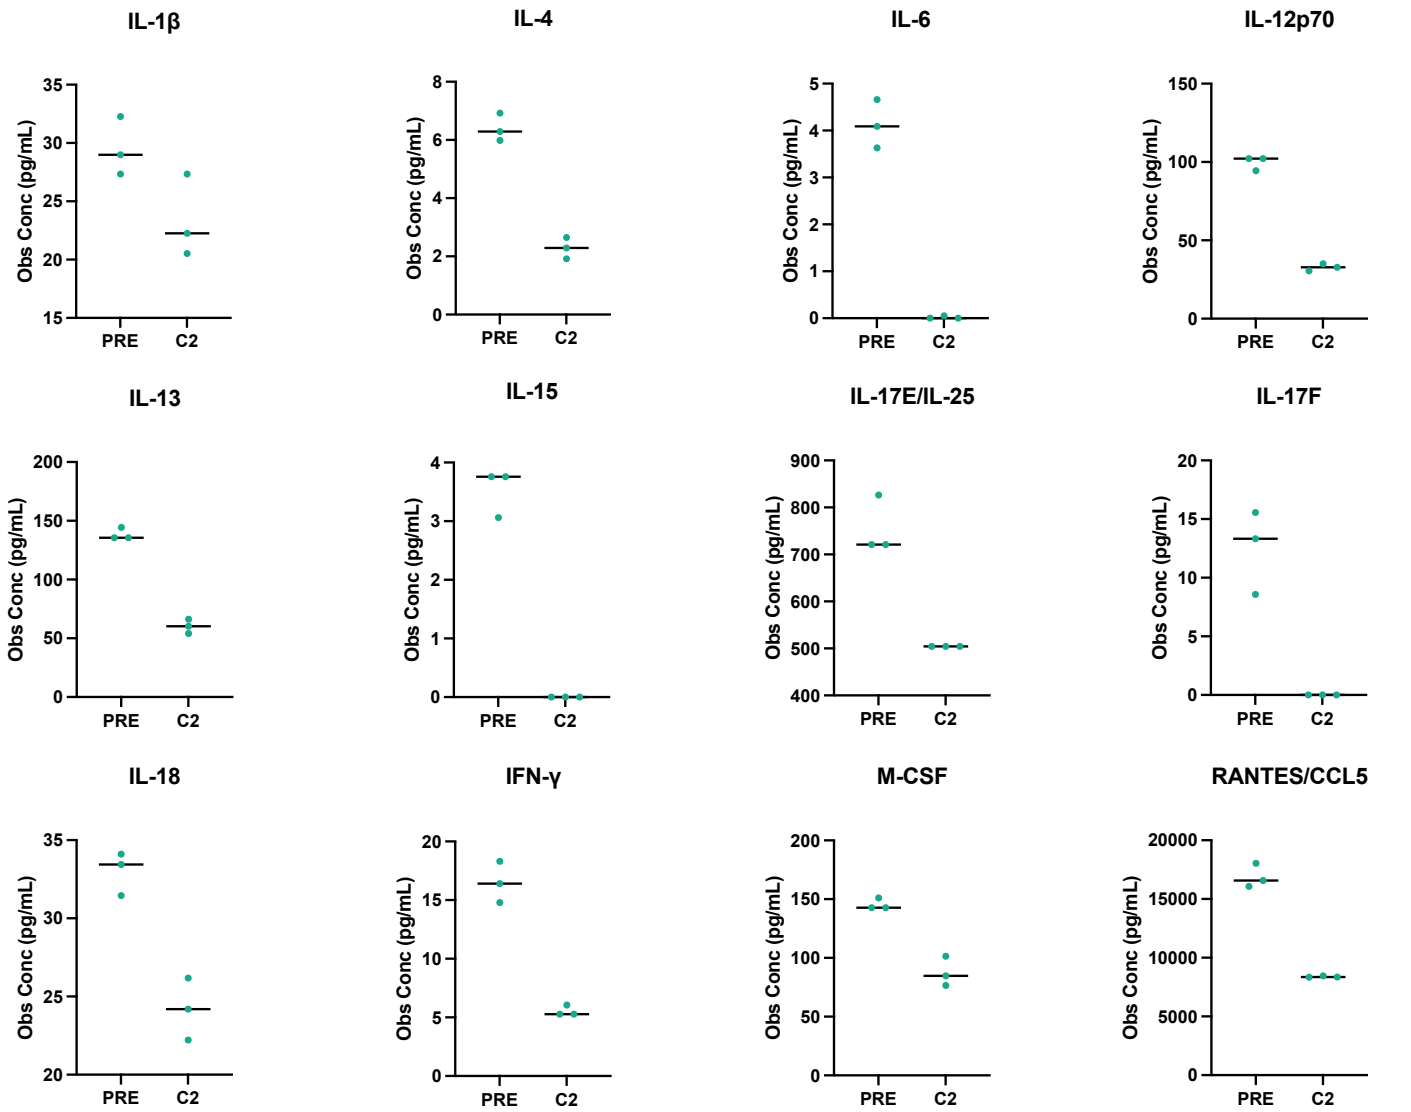 IL-1β
IL-4
IL-6
IL-12p70
Obs Conc (pg/mL)
35
30
25
20
15
PRE C2
Obs Conc (pg/mL)
8
6
4
2
0
PRE C2
Obs Conc (pg/mL)
5
4
3
2
1
0
PRE C2
Obs Conc (pg/mL)
150
100
50
0
PRE C2
IL-13
IL-15
IL-17E/IL-25
IL-17F
Obs Conc (pg/mL)
200
150
100
50
0
PRE C2
Obs Conc (pg/mL)
4
3
2
1
0
PRE C2
Obs Conc (pg/mL)
900
800
700
600
500
400
PRE C2
Obs Conc (pg/mL)
20
15
10
5
0
PRE C2
IL-18
IFN-γ
M-CSF
RANTES/CCL5
Obs Conc (pg/mL)
35
30
25
20
PRE C2
Obs Conc (pg/mL)
20
15
10
5
0
PRE C2
Obs Conc (pg/mL)
200
150
100
50
0
PRE C2
Obs Conc (pg/mL)
20000
15000
10000
5000
0
PRE C2